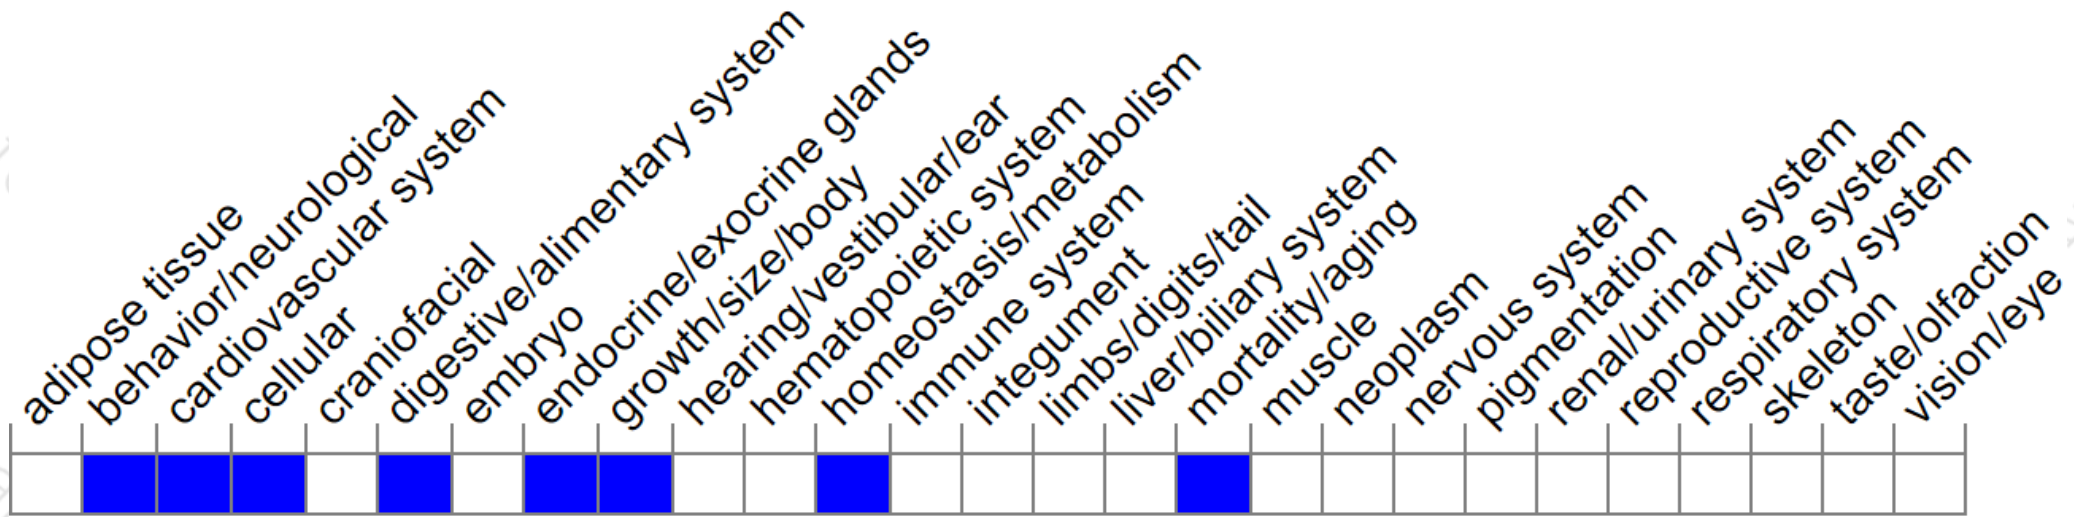 adipose tissue
behavior/neurological
cardiovascular system
cellular
craniofacial
digestive/alimentary system
embryo
endocrine/exocrine glands
growth/size/body
hearing/vestibular/ear
hematopoietic system
homeostasis/metabolism
immune system
integument
limbs/digits/tail
liver/biliary system
mortality/aging
muscle
neoplasm
nervous system
pigmentation
renal/urinary system
reproductive system
respiratory system
skeleton
taste/olfaction
vision/eye